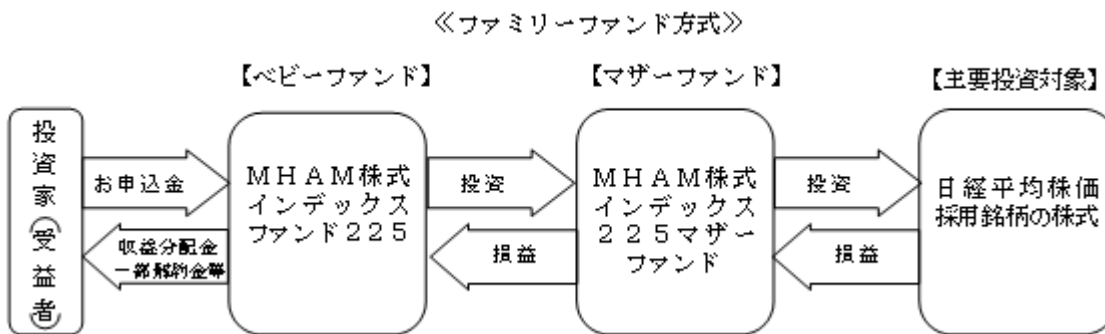 ≪ファミリーファンド方式≫
【ベビーファンド】
【マザーファンド】
【主要投資対象】
投資家(受益者)
お申込金
収益分配金
一部解約金等
MHAM株式
インデックス
ファンド225
投資
損益
MHAM株式
インデックス
225マザー
ファンド
投資
損益
日経平均株価
採用銘柄の株式